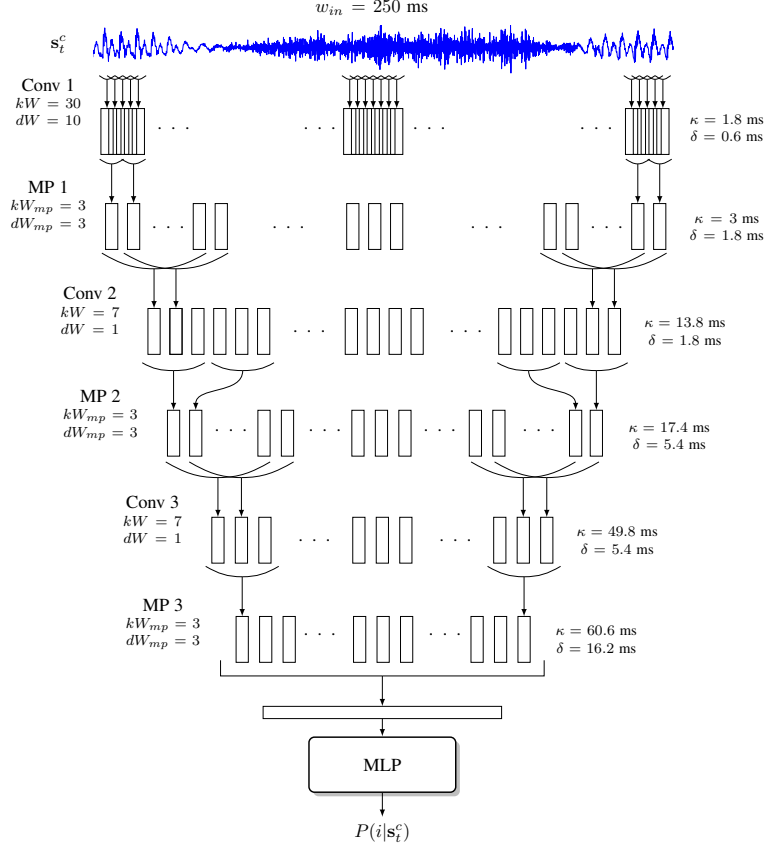 w_in = 250 ms
s_t^c
Conv 1
kW = 30
dW = 10
κ = 1.8 ms
δ = 0.6 ms
MP 1
kW_mp = 3
dW_mp = 3
κ = 3 ms
δ = 1.8 ms
Conv 2
kW = 7
dW = 1
κ = 13.8 ms
δ = 1.8 ms
MP 2
kW_mp = 3
dW_mp = 3
κ = 17.4 ms
δ = 5.4 ms
Conv 3
kW = 7
dW = 1
κ = 49.8 ms
δ = 5.4 ms
MP 3
kW_mp = 3
dW_mp = 3
κ = 60.6 ms
δ = 16.2 ms
MLP
P(i|s_t^c)